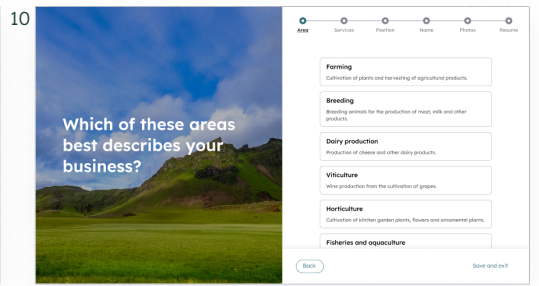 10
Which of these areas
best describes your
business?
Area Services Position Name Photos Resume
Farming
Cultivation of plants and harvesting of agricultural products.
Breeding
Breeding animals for the production of meat, milk and other
products.
Dairy production
Production of cheese and other dairy products.
Viticulture
Wine production from the cultivation of grapes.
Horticulture
Cultivation of kitchen garden plants, flowers and ornamental plants.
Fisheries and aquaculture
Back
Save and exit